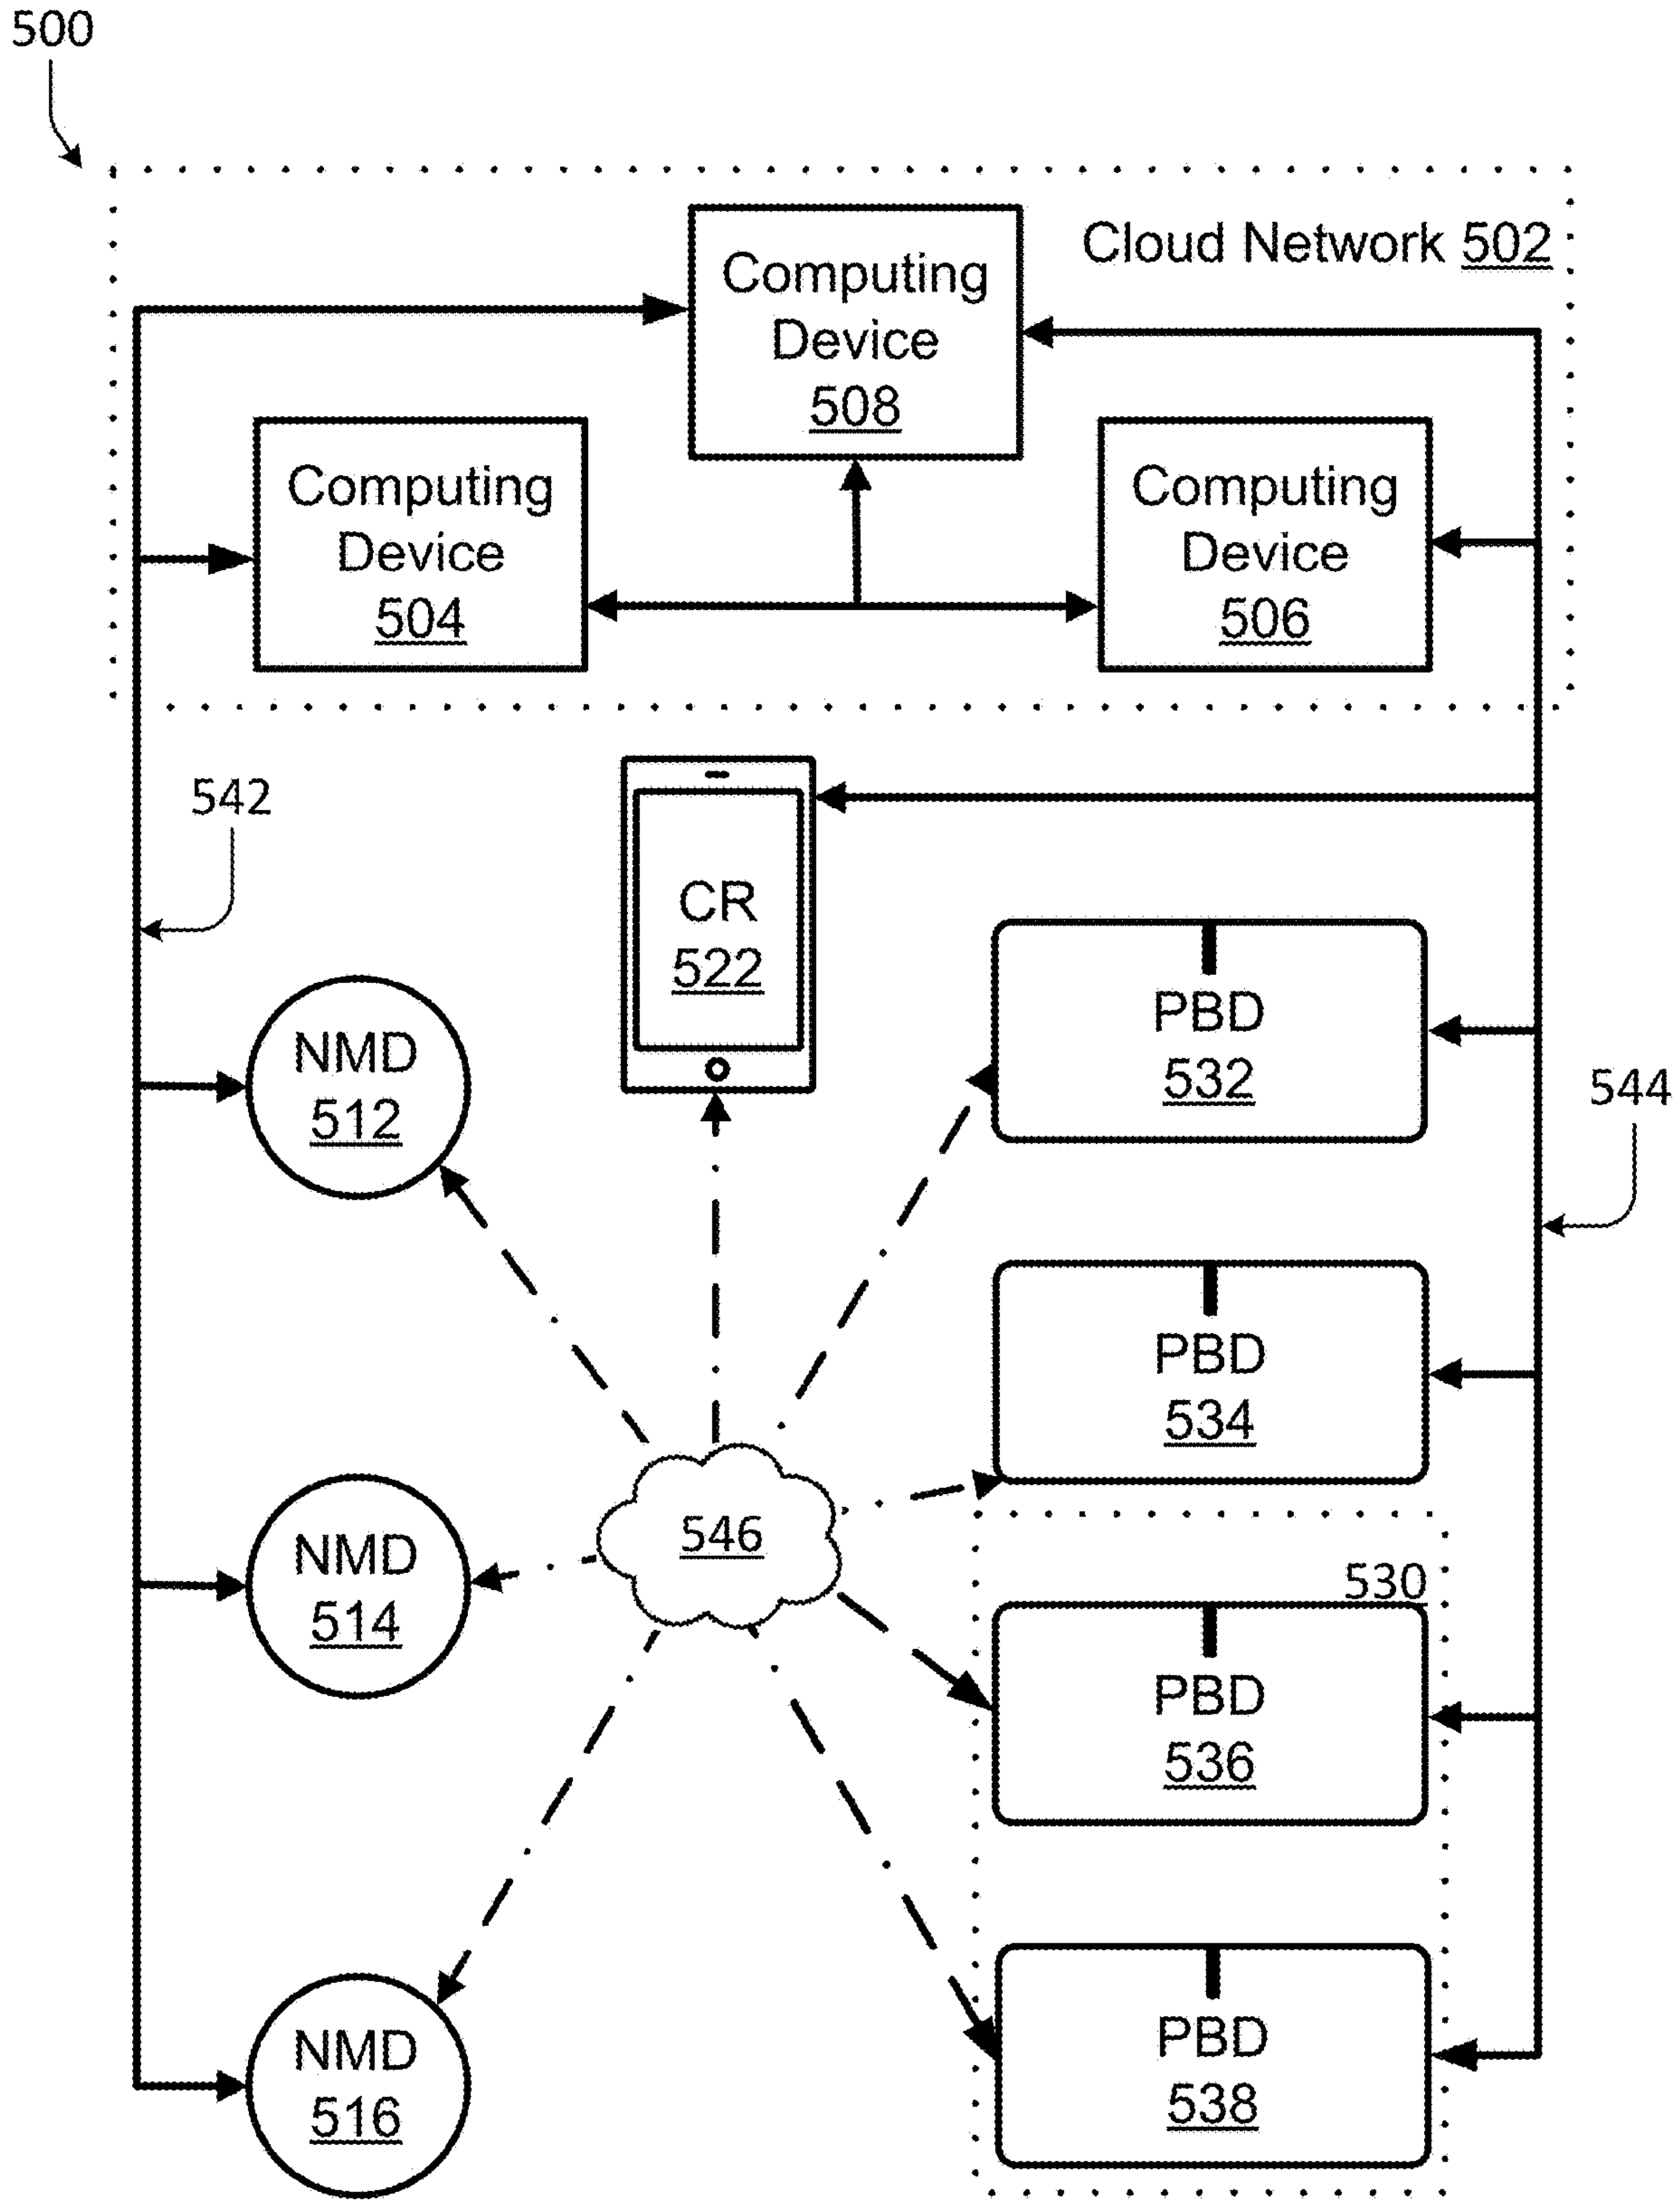 500
Cloud Network 502
Computing
Device
508
Computing
Device
504
Computing
Device
506
542
CR
522
NMD
512
PBD
532
544
PBD
534
546
NMD
514
530
PBD
536
NMD
516
PBD
538